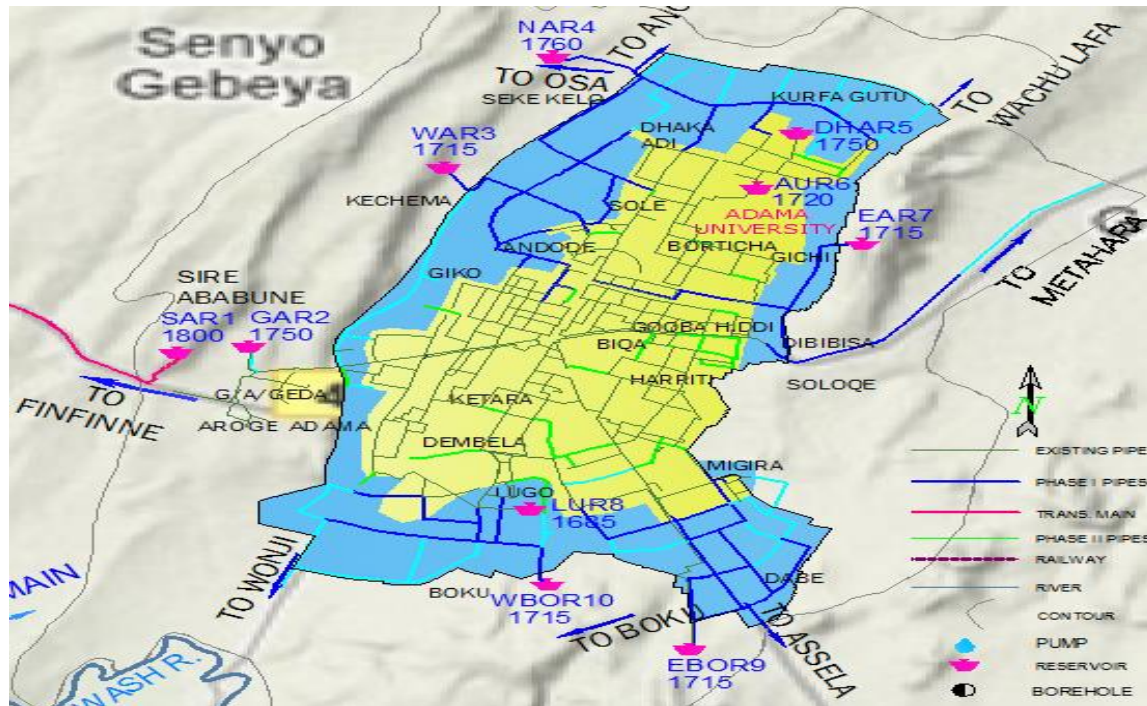 Senyo
Gebeya
NAR4
1760
TO OSA
SEKE KELO
KURFA GUTU
TO
WACHU LAFA
DHAKA
ADI
DHAR5
1750
WAR3
1715
AUR6
1720
KECHEMA
SOLE
ADAMA
UNIVERSITY
EAR7
1715
ANDODE
BORTICHA
GICHI
GIKO
TO
METAHARA
SIRE
ABABUNE
SAR1
1800
GAR2
1750
GOOBA HIDDI
BIQA
DIBIBISA
SOLOQE
HARRITI
G/A/GEDA
TO
FINFINNE
AROGE ADAMA
KETARA
DEMBELA
MIGIRA
LUGO
LUR8
1685
TO WONJI
BOKU
WBOR10
1715
DABE
TO BOKU
TO ASSELA
EBOR9
1715
MAIN
WASH R.
N
EXISTING PIPE
PHASE I PIPES
TRANS. MAIN
PHASE II PIPES
RAILWAY
RIVER
CONTOUR
PUMP
RESERVOIR
BOREHOLE